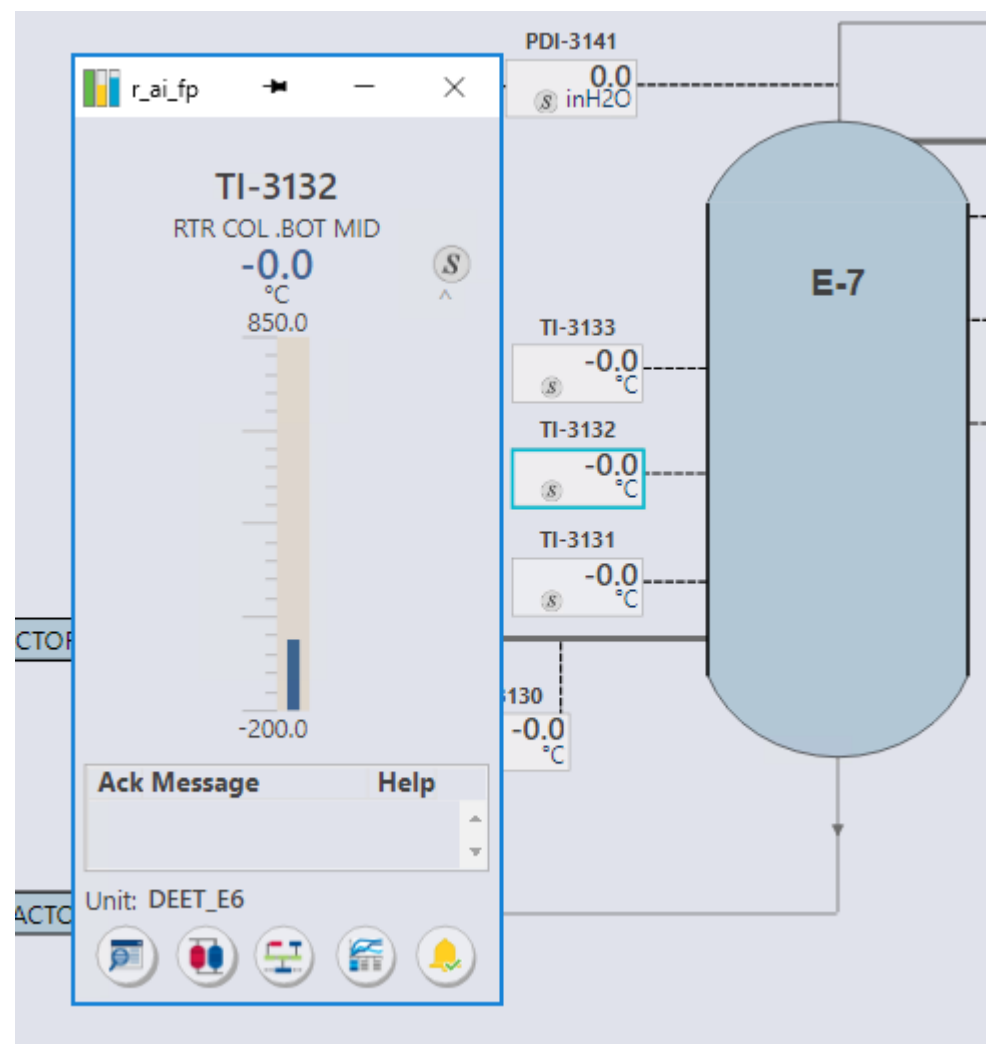 PDI-3141
0.0
S inH2O
r_ai_fp
TI-3132
RTR COL .BOT MID
-0.0
S
°C
850.0
-200.0
Ack Message Help
Unit: DEET_E6
E-7
TI-3133
-0.0
S °C
TI-3132
-0.0
S °C
TI-3131
-0.0
S °C
3130
-0.0
°C
CTOR
ACTO